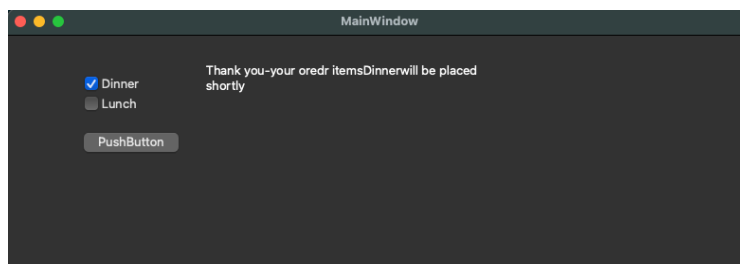 MainWindow
Dinner
Thank you-your oredr itemsDinnerwill be placed
shortly
Lunch
PushButton